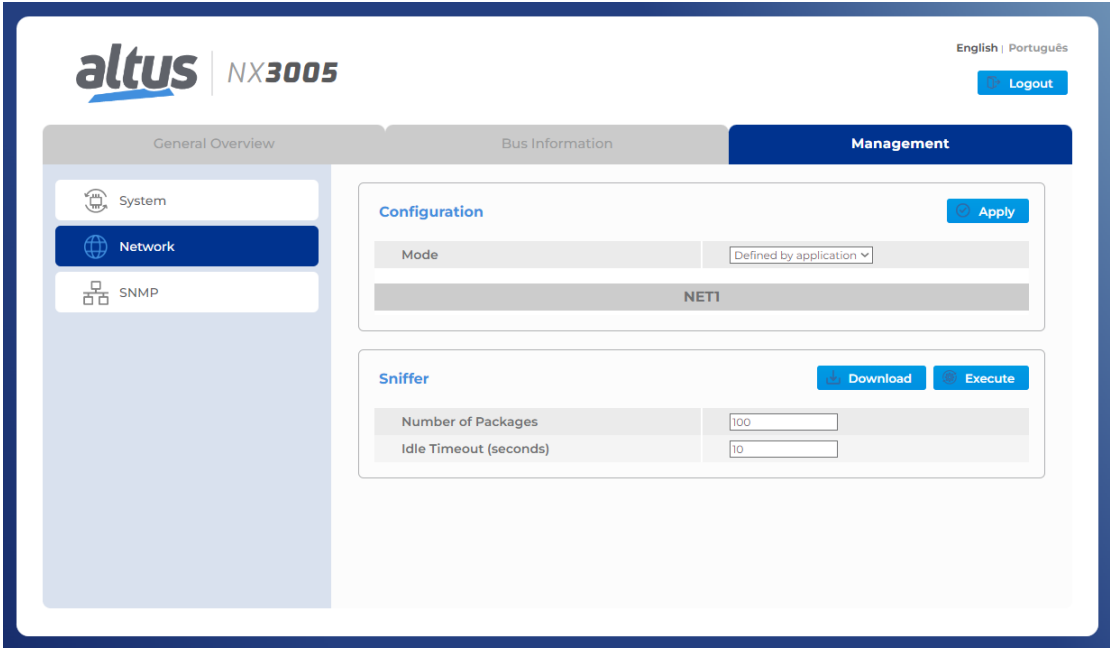 altus NX3005
English | Português
Logout
General Overview Bus Information Management
System
Network
SNMP
Configuration Apply
Mode Defined by application
NET1
Sniffer Download Execute
Number of Packages 100
Idle Timeout (seconds) 10